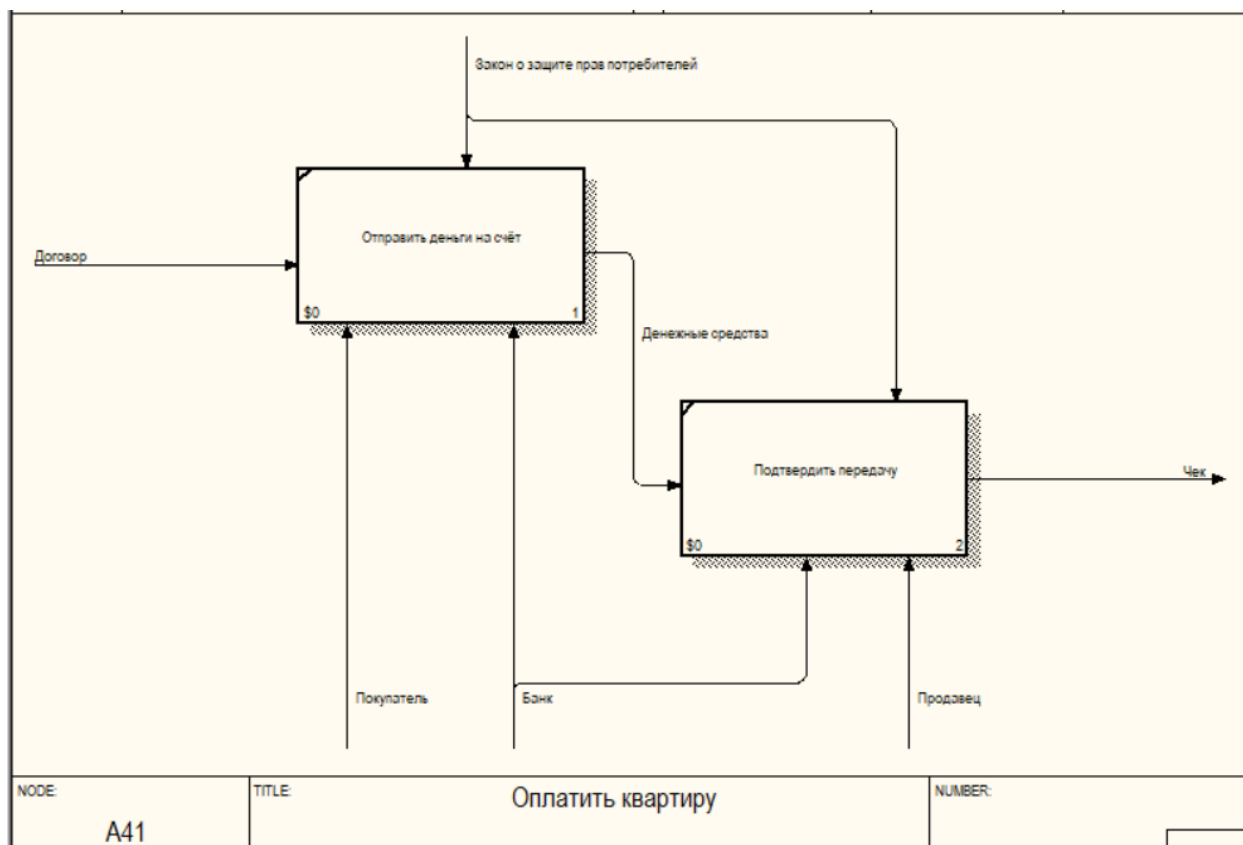 Закон о защите прав потребителей
Отправить деньги на счёт
Договор
$0
1
Денежные средства
Подтвердить передачу
Чек
$0
2
Покупатель
Банк
Продавец
NODE:
TITLE:
Оплатить квартиру
NUMBER:
A41